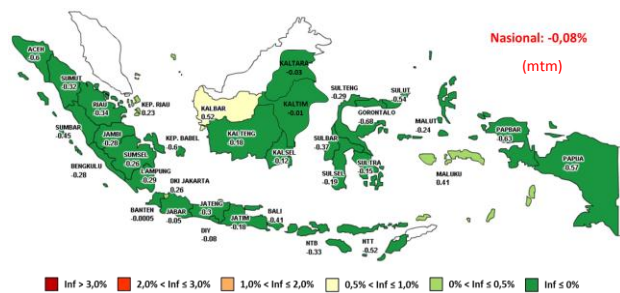 Nasional: -0,08%
(mtm)
ACEH
0.6
SUMUT
-0.32
RIAU
-0.34
KEP. RIAU
0.23
SUMBAR
-0.45
JAMBI
-0.28
BENGKULU
-0.28
SUMSEL
-0.26
KEP. BABEL
-0.6
LAMPUNG
-0.29
DKI JAKARTA
0.26
BANTEN
-0.0005
JABAR
-0.05
JATENG
-0.3
DIY
-0.08
JATIM
-0.18
BALI
-0.41
NTB
-0.33
NTT
-0.52
KALBAR
0.52
KALTARA
-0.03
KALTIM
-0.01
KALTENG
-0.18
KALSEL
-0.12
SULTENG
-0.29
GORONTALO
-0.68
SULUT
-0.54
SULBAR
-0.37
SULSEL
-0.19
SULTRA
-0.15
MALUT
-0.24
MALUKU
0.41
PAPBAR
-0.63
PAPUA
-0.57
Inf > 3,0%
2,0% < Inf ≤ 3,0%
1,0% < Inf ≤ 2,0%
0,5% < Inf ≤ 1,0%
0% < Inf ≤ 0,5%
Inf ≤ 0%